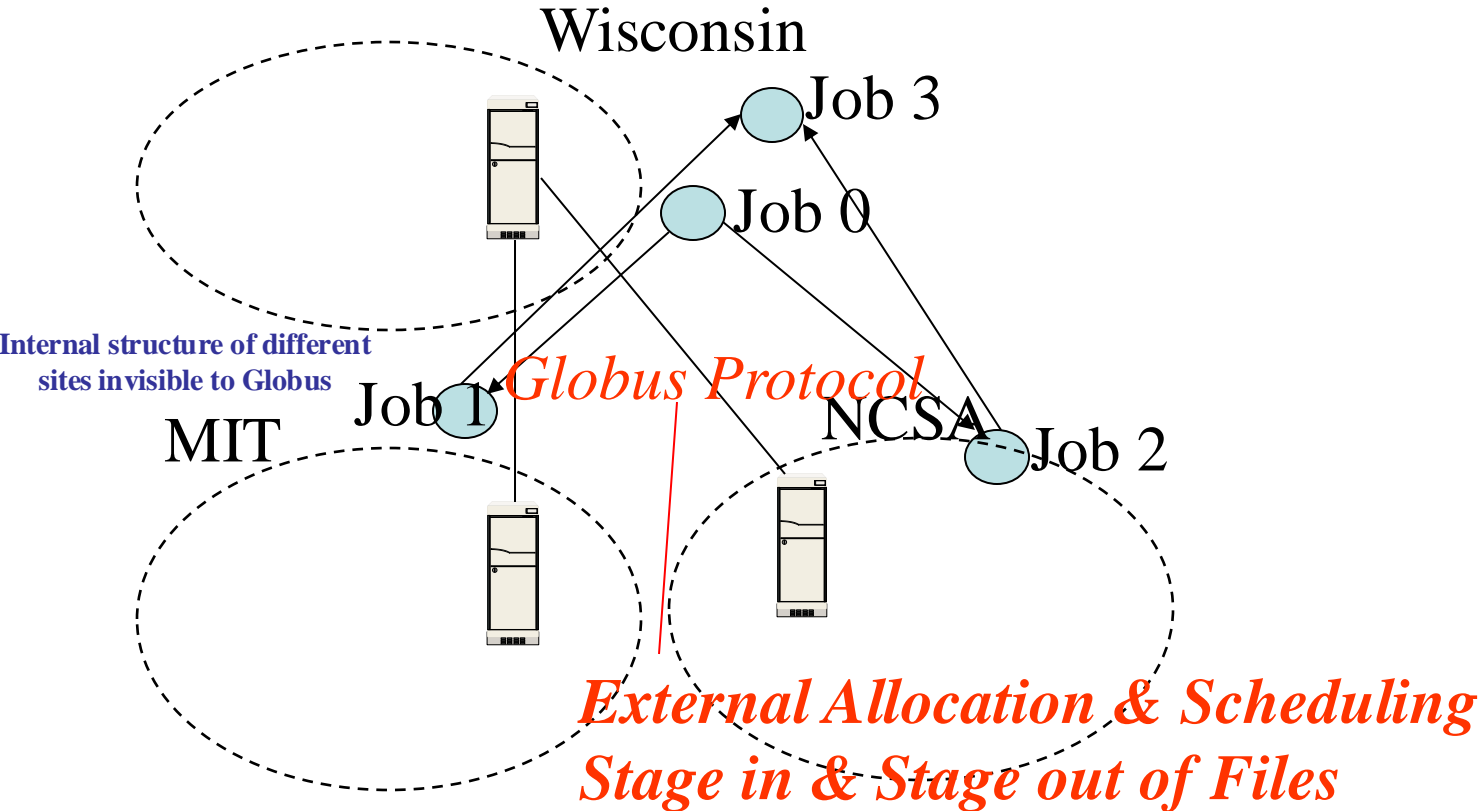 Wisconsin
Job 3
Job 0
Internal structure of different
sites invisible to Globus
Job 1
Globus Protocol
NCSA
MIT
Job 2
External Allocation & Scheduling
Stage in & Stage out of Files